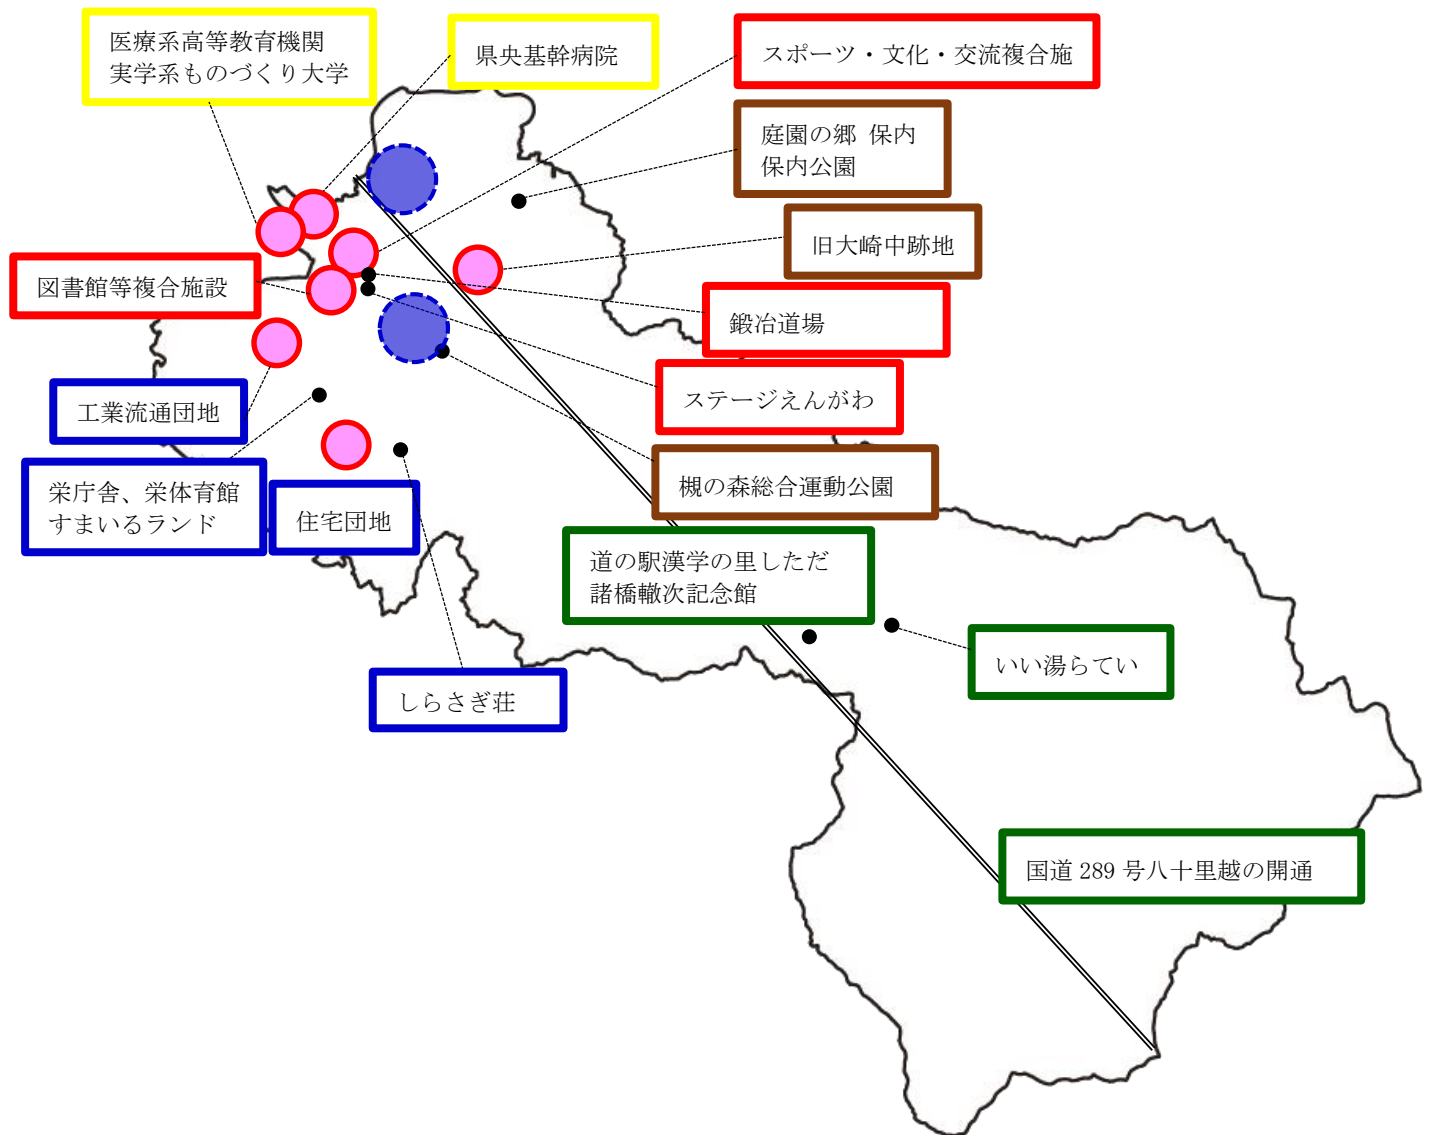 医療系高等教育機関
実学系ものづくり大学
県央基幹病院
スポーツ・文化・交流複合施
庭園の郷 保内
保内公園
旧大崎中跡地
図書館等複合施設
鍛冶道場
ステージえんがわ
工業流通団地
栄庁舎、栄体育館
すまいるランド
住宅団地
槻の森総合運動公園
道の駅漢学の里しただ
諸橋轍次記念館
いい湯らてい
しらさぎ荘
国道 289 号八十里越の開通